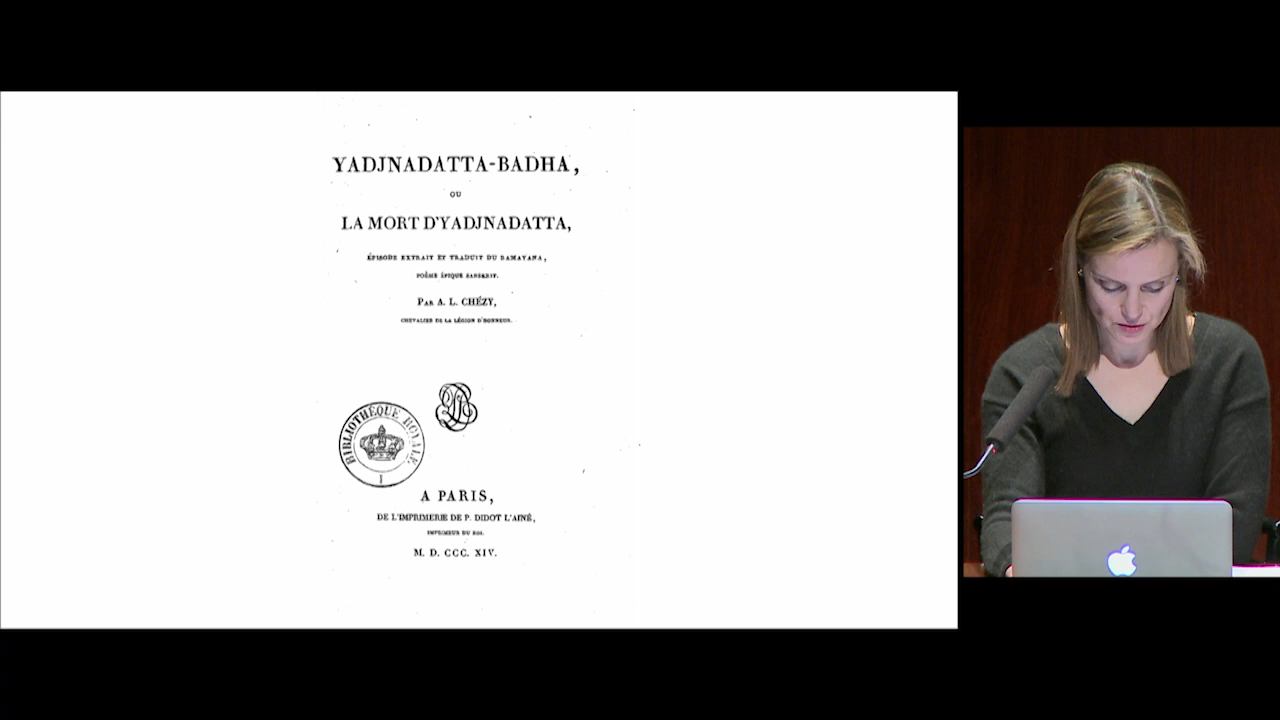 YADJNADATTA-BADHA,
OU
LA MORT D'YADJNADATTA,
ÉPISODE EXTRAIT ET TRADUIT DU RAMAYANA,
POÈME ÉPIQUE SANSKRIT.
PAR A. L. CHÉZY,
CHEVALIER DE LA LÉGION D'HONNEUR.
BIBLIOTHÈQUE ROYALE
I
A PARIS,
DE L'IMPRIMERIE DE P. DIDOT L'AINÉ,
IMPRIMEUR DU ROI.
M. D. CCC. XIV.